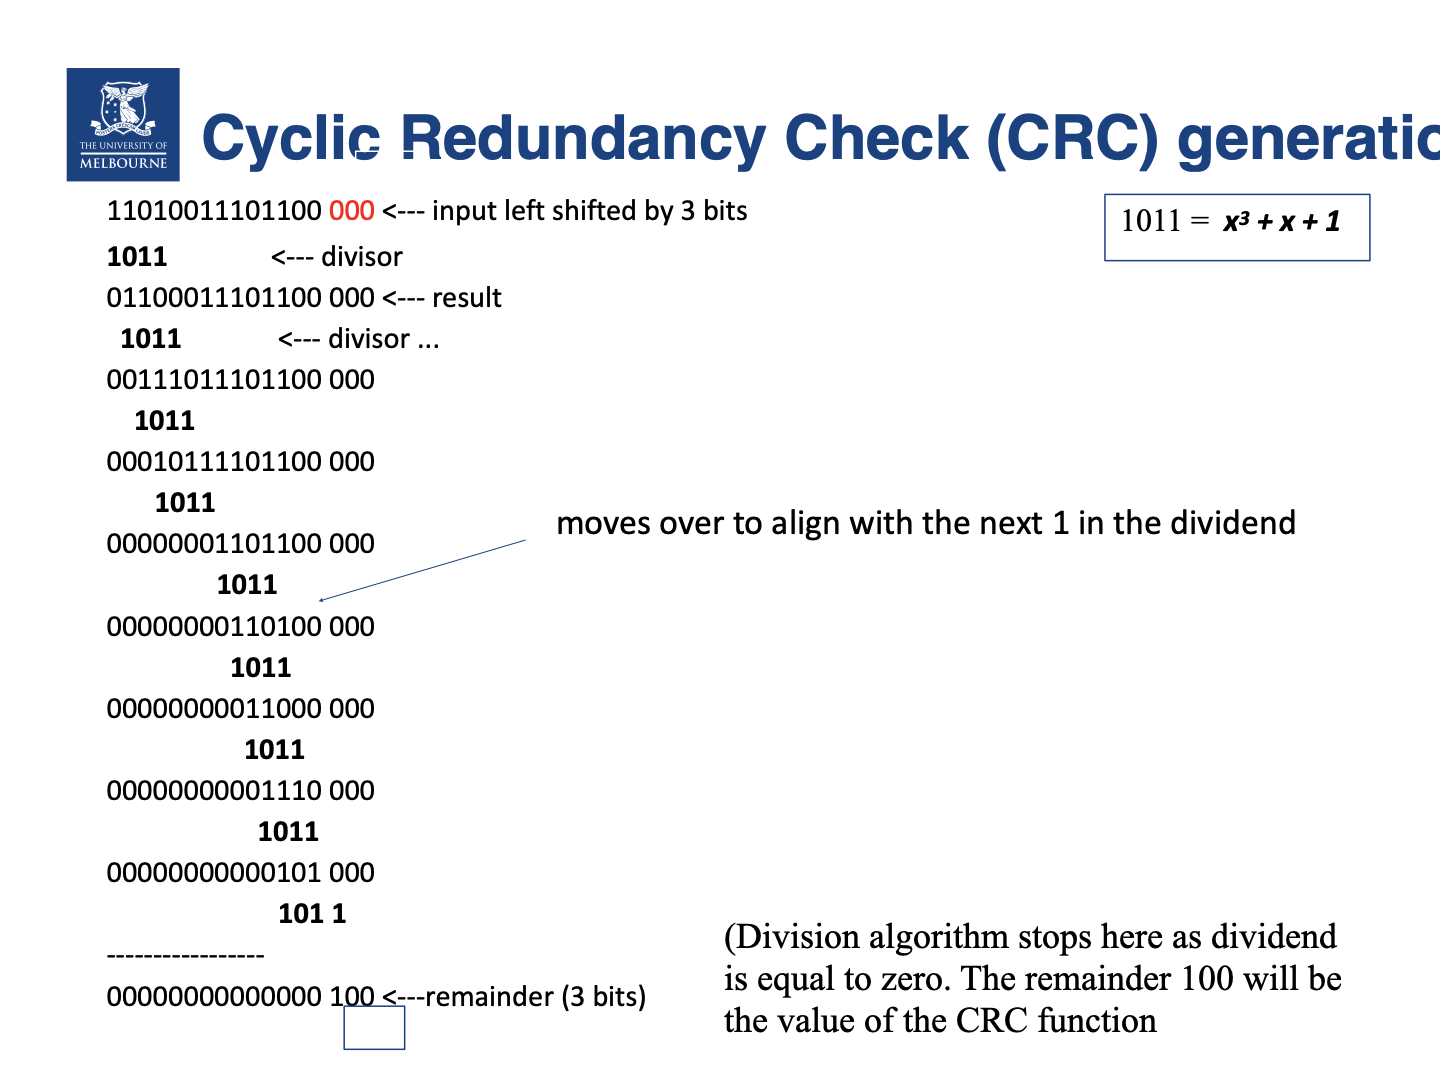 THE UNIVERSITY OF
MELBOURNE
Cyclic Redundancy Check (CRC) generatio
11010011101100 000 <--- input left shifted by 3 bits
1011 = x³ + x + 1
1011 <--- divisor
01100011101100 000 <--- result
1011 <--- divisor ...
00111011101100 000
1011
00010111101100 000
1011
moves over to align with the next 1 in the dividend
00000001101100 000
1011
00000000110100 000
1011
00000000011000 000
1011
00000000001110 000
1011
00000000000101 000
101 1
-----------------
00000000000000 100 <---remainder (3 bits)
(Division algorithm stops here as dividend
is equal to zero. The remainder 100 will be
the value of the CRC function